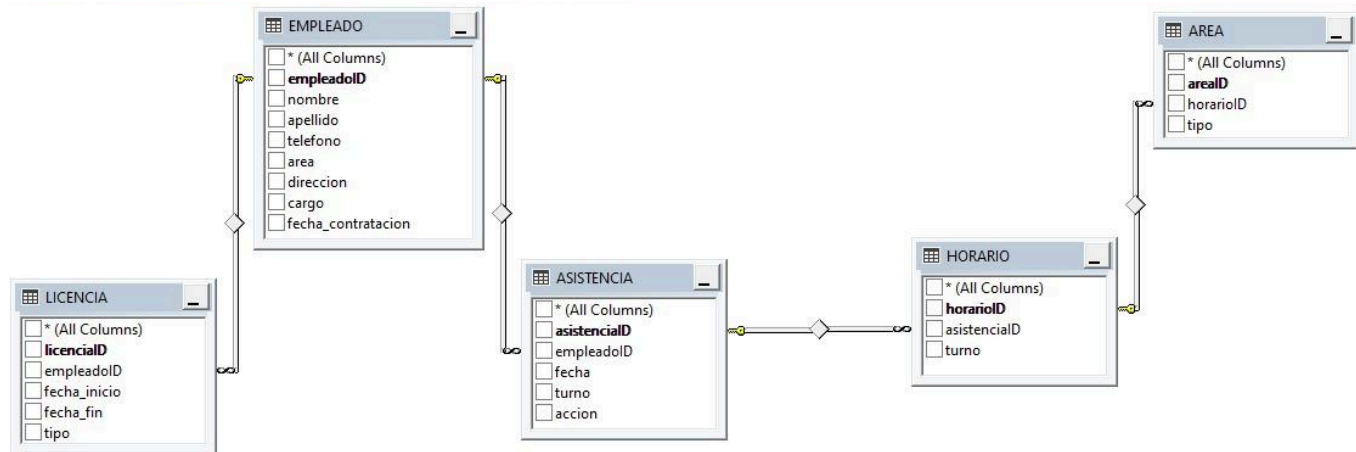 EMPLEADO
* (All Columns)
empleadoID
nombre
apellido
telefono
area
direccion
cargo
fecha_contratacion
AREA
* (All Columns)
areaID
horarioID
tipo
LICENCIA
* (All Columns)
licenciaID
empleadoID
fecha_inicio
fecha_fin
tipo
ASISTENCIA
* (All Columns)
asistenciaID
empleadoID
fecha
turno
accion
HORARIO
* (All Columns)
horarioID
asistenciaID
turno